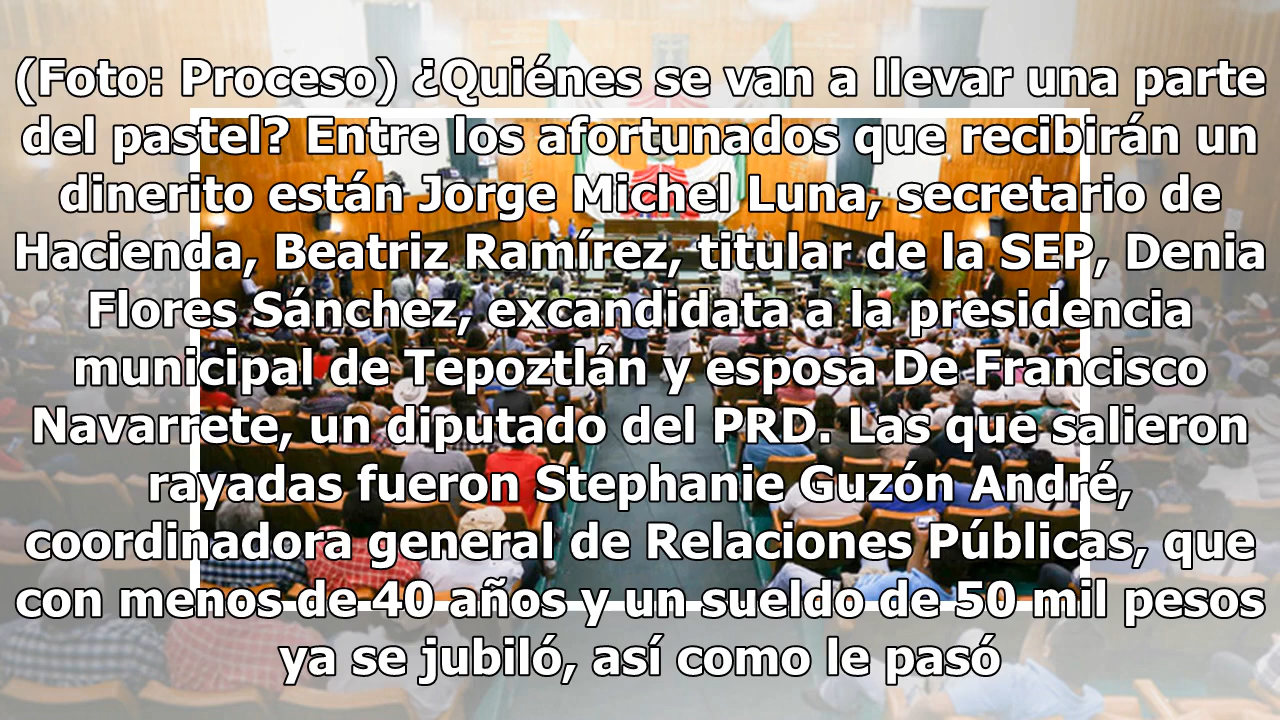 (Foto: Proceso) ¿Quiénes se van a llevar una parte
del pastel? Entre los afortunados que recibirán un
dinerito están Jorge Michel Luna, secretario de
Hacienda, Beatriz Ramírez, titular de la SEP, Denia
Flores Sánchez, excandidata a la presidencia
municipal de Tepoztlán y esposa De Francisco
Navarrete, un diputado del PRD. Las que salieron
rayadas fueron Stephanie Guzón André,
coordinadora general de Relaciones Públicas, que
con menos de 40 años y un sueldo de 50 mil pesos
ya se jubiló, así como le pasó